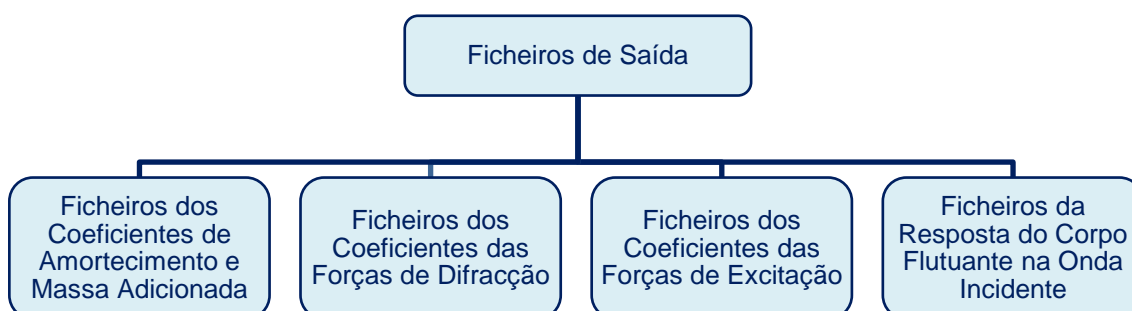 Ficheiros de Saída
Ficheiros dos
Coeficientes de
Amortecimento e
Massa Adicionada
Ficheiros dos
Coeficientes das
Forças de Difracção
Ficheiros dos
Coeficientes das
Forças de Excitação
Ficheiros da
Resposta do Corpo
Flutuante na Onda
Incidente